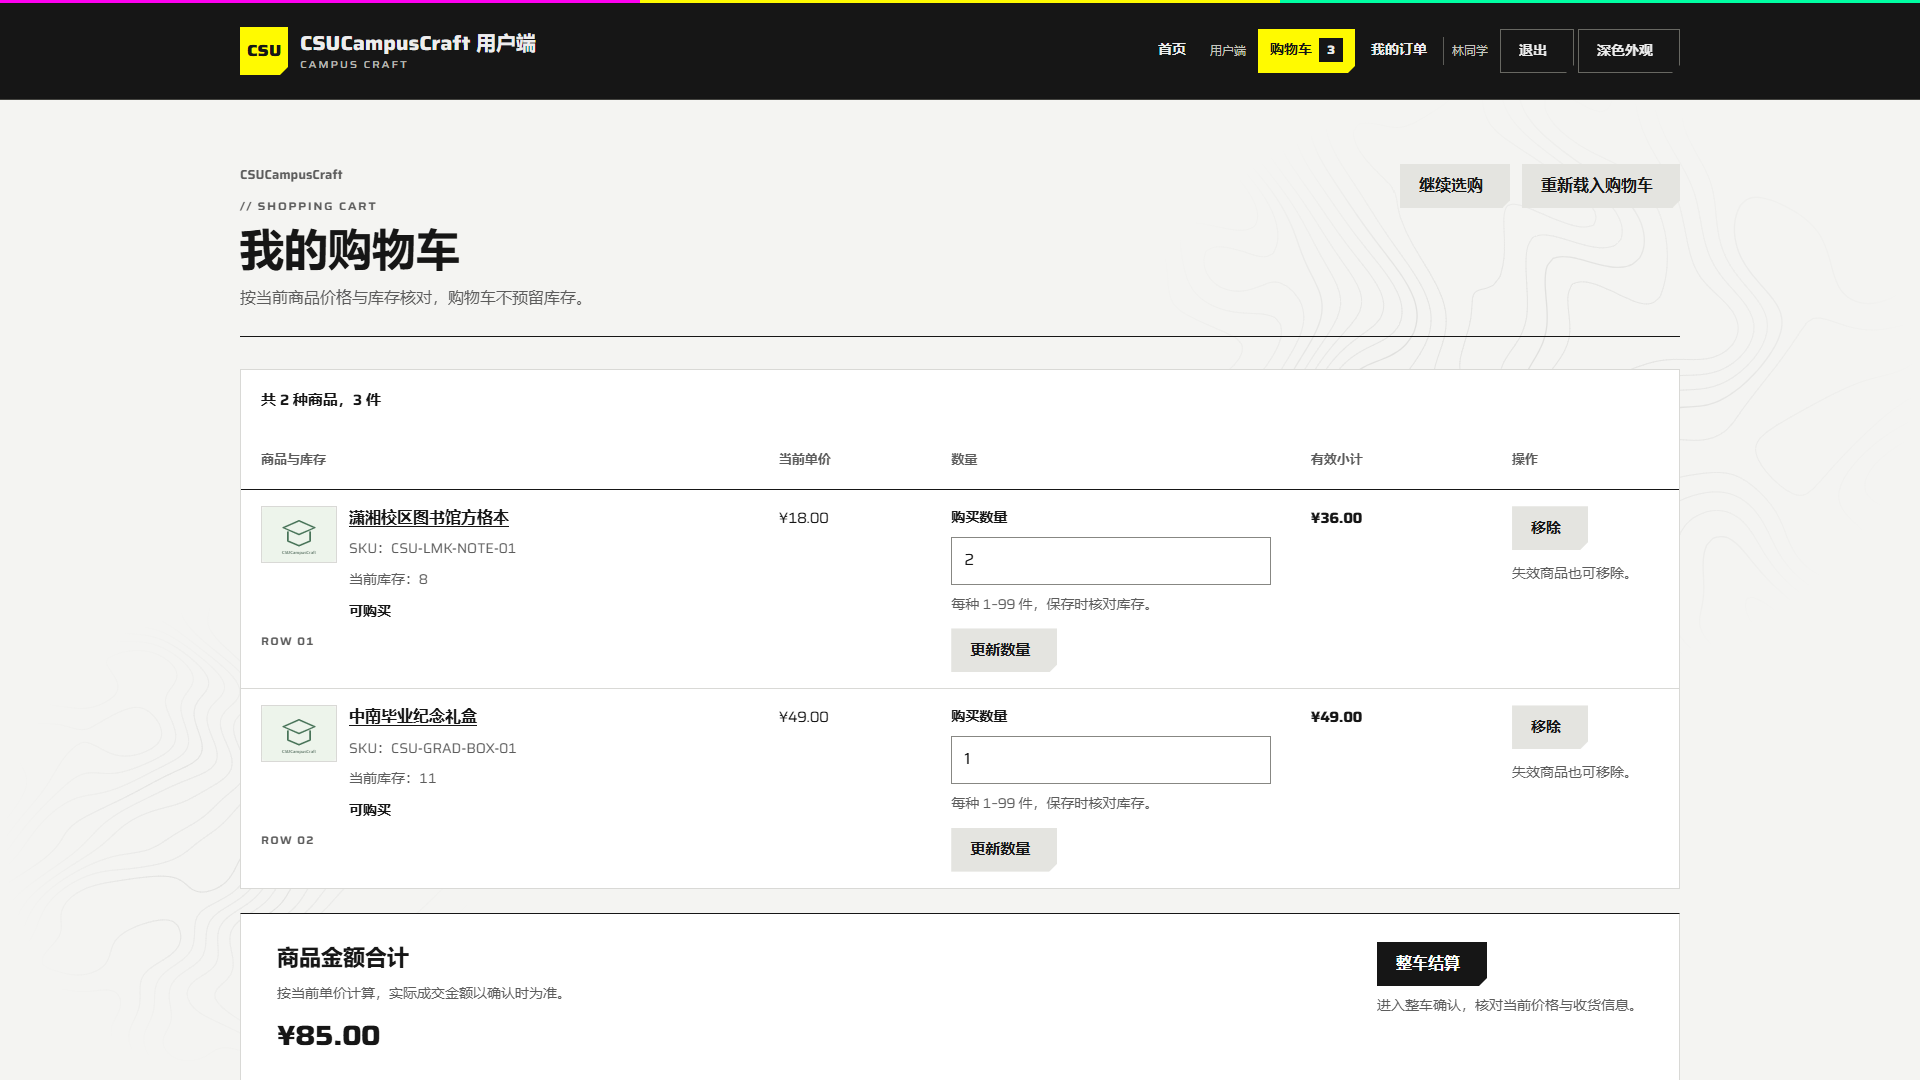 CSU
CSUCampusCraft 用户端
CAMPUS CRAFT
首页
用户端
购物车 3
我的订单
林同学
退出
深色外观
CSUCampusCraft
// SHOPPING CART
我的购物车
按当前商品价格与库存核对，购物车不预留库存。
继续选购
重新载入购物车
共 2 种商品，3 件
商品与库存
当前单价
数量
有效小计
操作
CSUCampusCraft
潇湘校区图书馆方格本
SKU：CSU-LMK-NOTE-01
当前库存：8
可购买
ROW 01
¥18.00
购买数量
2
每种 1–99 件，保存时核对库存。
更新数量
¥36.00
移除
失效商品也可移除。
CSUCampusCraft
中南毕业纪念礼盒
SKU：CSU-GRAD-BOX-01
当前库存：11
可购买
ROW 02
¥49.00
购买数量
1
每种 1–99 件，保存时核对库存。
更新数量
¥49.00
移除
失效商品也可移除。
商品金额合计
按当前单价计算，实际成交金额以确认时为准。
¥85.00
整车结算
进入整车确认，核对当前价格与收货信息。